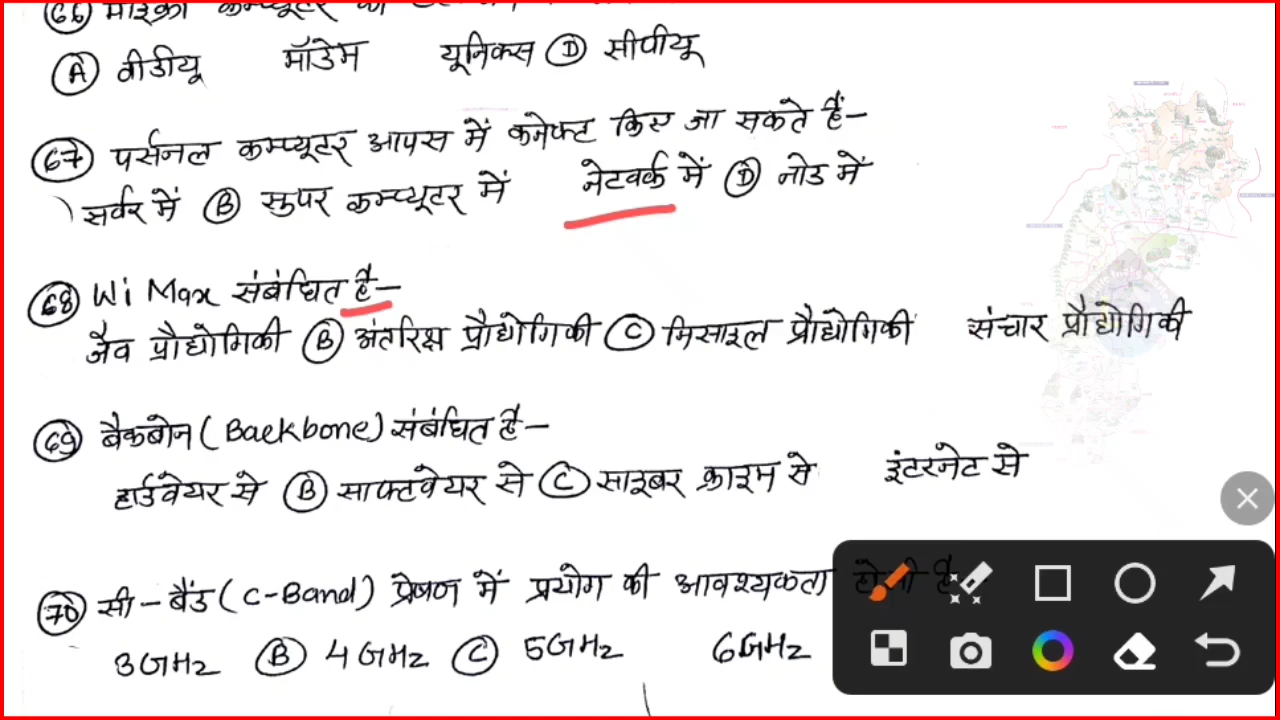 66 माइक्रो कम्प्यूटर का
A वीडीयू मॉडेम यूनिक्स D सीपीयू
67 पर्सनल कम्प्यूटर आपस में कनेक्ट किए जा सकते हैं-
सर्वर में B सुपर कम्प्यूटर में नेटवर्क में D नोड में
68 Wi Max संबंधित है-
जैव प्रौद्योगिकी B अंतरिक्ष प्रौद्योगिकी C मिसाइल प्रौद्योगिकी संचार प्रौद्योगिकी
69 बैकबोन (Backbone) संबंधित है-
हार्डवेयर से B साफ्टवेयर से C साइबर क्राइम से इंटरनेट से
70 सी-बैंड (C-Band) प्रेषण में प्रयोग की आवश्यकता होती है
3GHz B 4GHz C 5GHz 6GHz